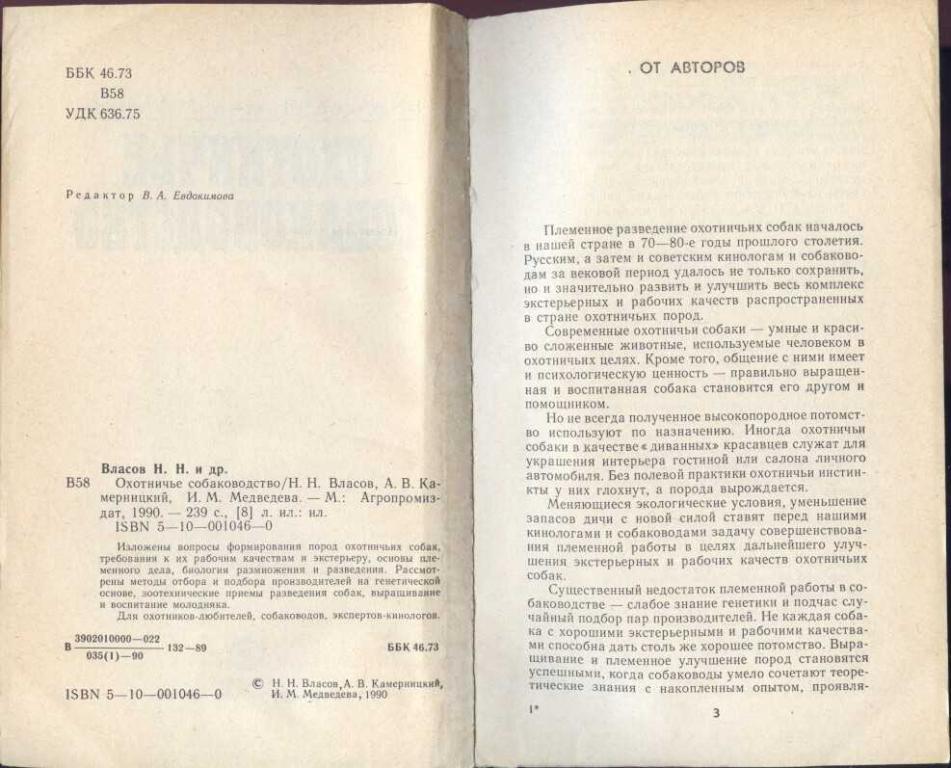 ББК 46.73
В58
УДК 636.75
Редактор В. А. Евдокимова
Власов Н. Н. и др.
В58 Охотничье собаководство/Н. Н. Власов, А. В. Ка-
мерницкий, И. М. Медведева. — М.: Агропромиз-
дат, 1990. — 239 с., [8] л. ил.: ил.
ISBN 5—10—001046—0
Изложены вопросы формирования пород охотничьих собак,
требования к их рабочим качествам и экстерьеру, основы пле-
менного дела, биология размножения и разведения. Рассмот-
рены методы отбора и подбора производителей на генетической
основе, зоотехнические приемы разведения собак, выращивание
и воспитание молодняка.
Для охотников-любителей, собаководов, экспертов-кинологов.
В 3902010000—022
035(1)—90 132—89 ББК 46.73
ISBN 5—10—001046—0
© Н. Н. Власов, А. В. Камерницкий,
И. М. Медведева, 1990
ОТ АВТОРОВ
Племенное разведение охотничьих собак началось
в нашей стране в 70—80-е годы прошлого столетия.
Русским, а затем и советским кинологам и собаково-
дам за вековой период удалось не только сохранить,
но и значительно развить и улучшить весь комплекс
экстерьерных и рабочих качеств распространенных
в стране охотничьих пород.
Современные охотничьи собаки — умные и краси-
во сложенные животные, используемые человеком в
охотничьих целях. Кроме того, общение с ними имеет
и психологическую ценность — правильно выращен-
ная и воспитанная собака становится его другом и
помощником.
Но не всегда полученное высокопородное потомст-
во используют по назначению. Иногда охотничьи
собаки в качестве « диванных» красавцев служат для
украшения интерьера гостиной или салона личного
автомобиля. Без полевой практики охотничьи инстин-
кты у них глохнут, а порода вырождается.
Меняющиеся экологические условия, уменьшение
запасов дичи с новой силой ставят перед нашими
кинологами и собаководами задачу совершенствова-
ния племенной работы в целях дальнейшего улуч-
шения экстерьерных и рабочих качеств охотничьих
собак.
Существенный недостаток племенной работы в со-
баководстве — слабое знание генетики и подчас слу-
чайный подбор пар производителей. Не каждая соба-
ка с хорошими экстерьерными и рабочими качества-
ми способна дать столь же хорошее потомство. Выра-
щивание и племенное улучшение пород становятся
успешными, когда собаководы умело сочетают теоре-
тические знания с накопленным опытом, проявля-
1*
3